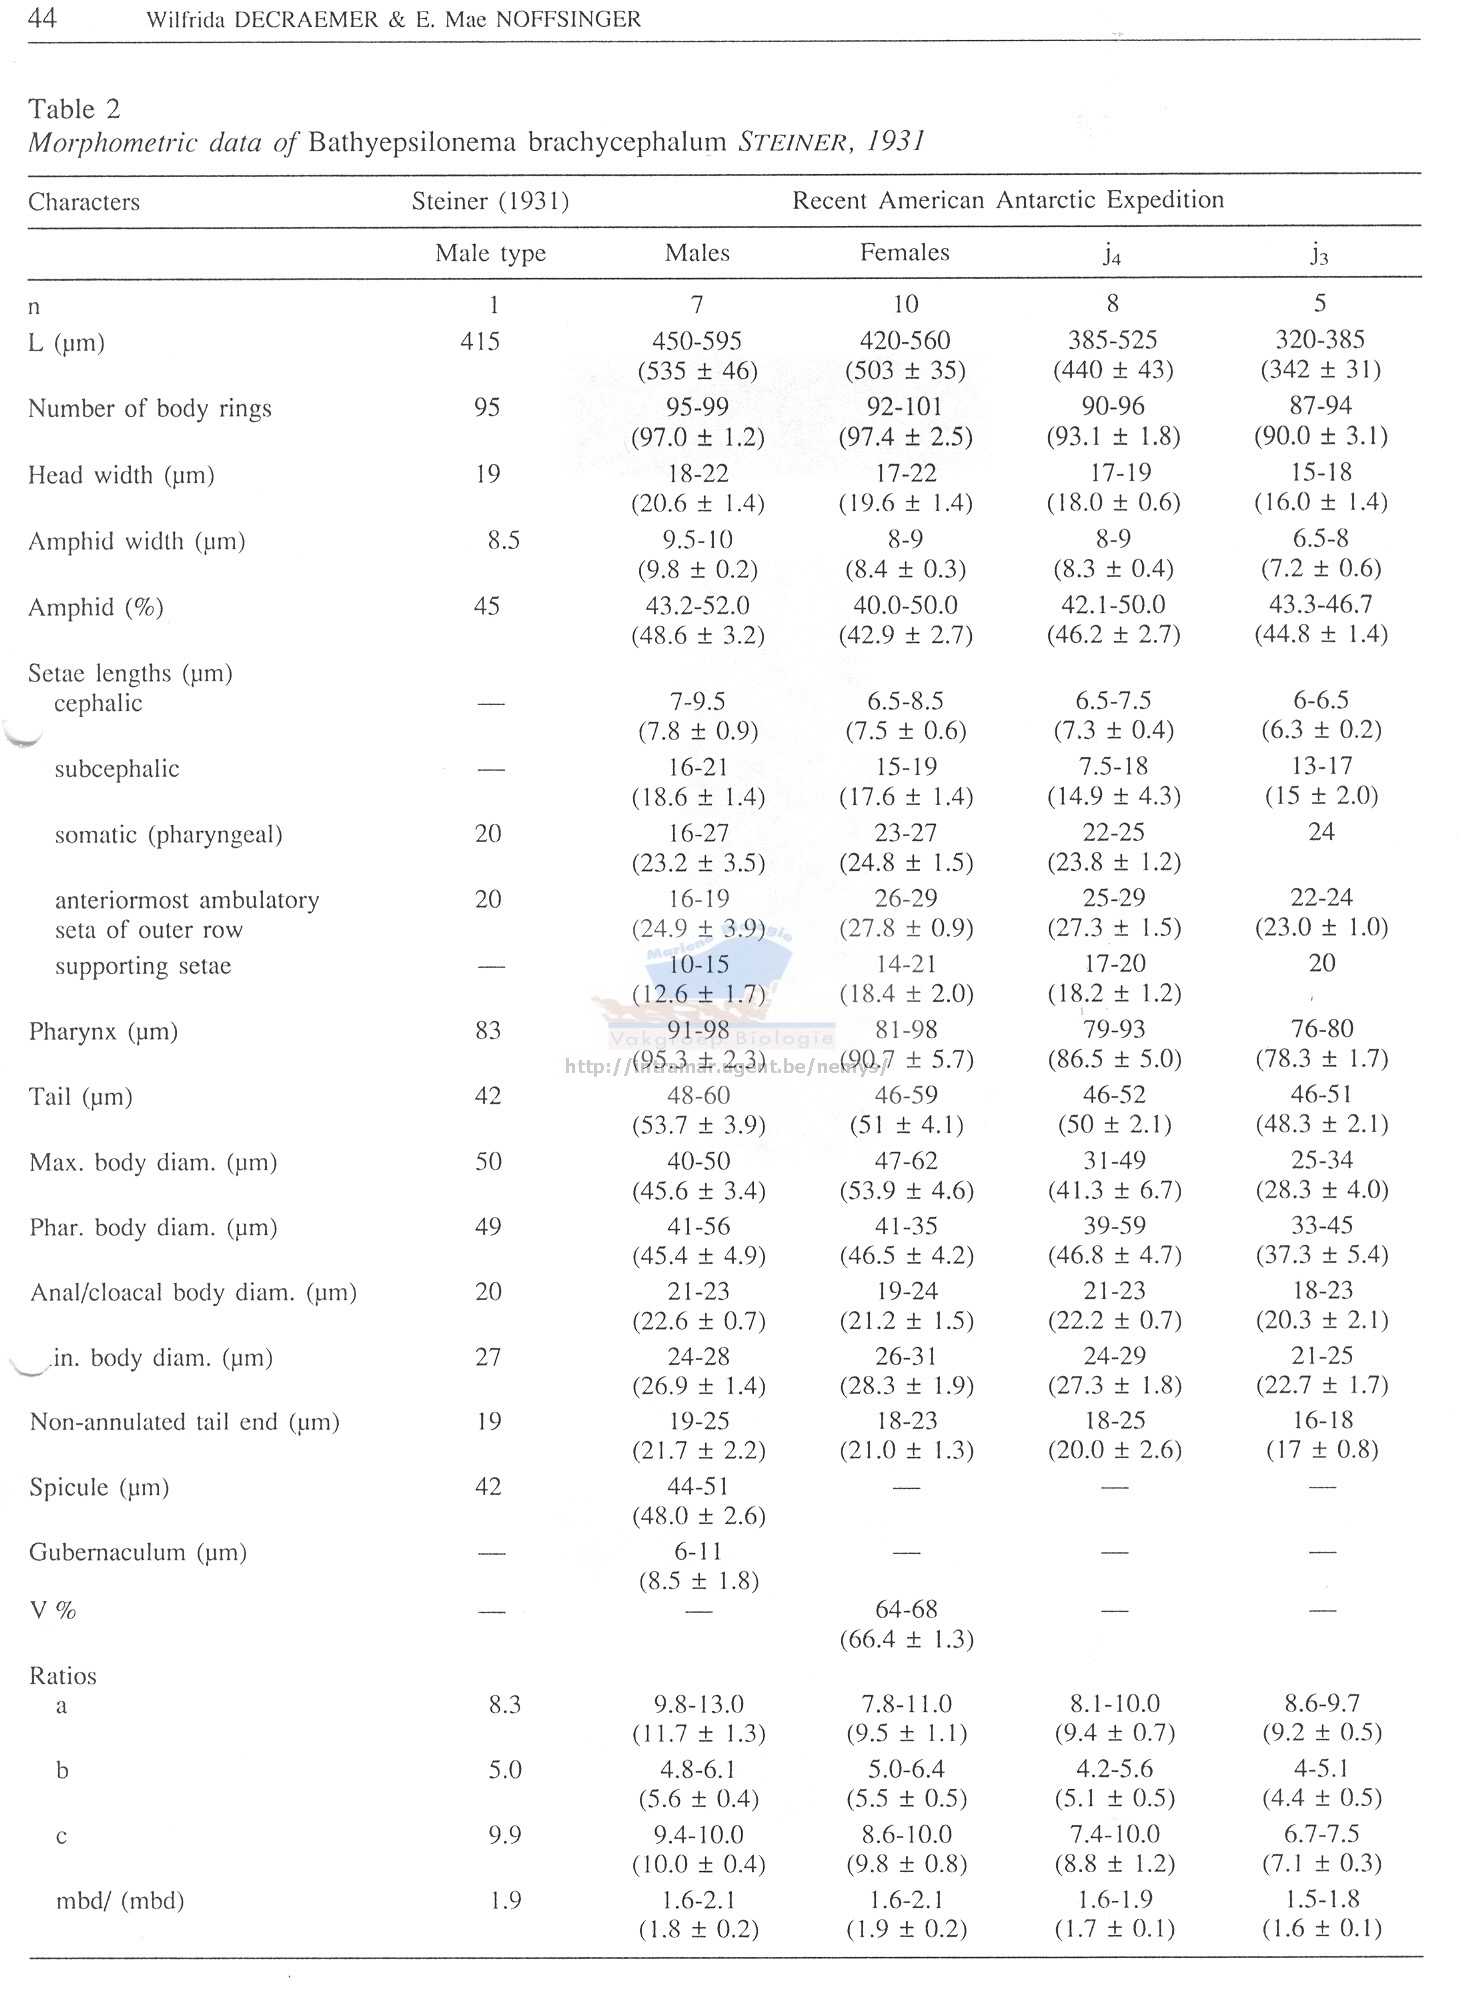 44 Wilfrida DECRAEMER & E. Mae NOFFSINGER
Table 2
Morphometric data of Bathyepsilonema brachycephalum STEINER, 1931
Characters Steiner (1931) Recent American Antarctic Expedition
Male type Males Females j4 j3
n 1 7 10 8 5
L (µm) 415 450-595 420-560 385-525 320-385
(535 ± 46) (503 ± 35) (440 ± 43) (342 ± 31)
Number of body rings 95 95-99 92-101 90-96 87-94
(97.0 ± 1.2) (97.4 ± 2.5) (93.1 ± 1.8) (90.0 ± 3.1)
Head width (µm) 19 18-22 17-22 17-19 15-18
(20.6 ± 1.4) (19.6 ± 1.4) (18.0 ± 0.6) (16.0 ± 1.4)
Amphid width (µm) 8.5 9.5-10 8-9 8-9 6.5-8
(9.8 ± 0.2) (8.4 ± 0.3) (8.3 ± 0.4) (7.2 ± 0.6)
Amphid (%) 45 43.2-52.0 40.0-50.0 42.1-50.0 43.3-46.7
(48.6 ± 3.2) (42.9 ± 2.7) (46.2 ± 2.7) (44.8 ± 1.4)
Setae lengths (µm)
cephalic — 7-9.5 6.5-8.5 6.5-7.5 6-6.5
(7.8 ± 0.9) (7.5 ± 0.6) (7.3 ± 0.4) (6.3 ± 0.2)
subcephalic — 16-21 15-19 7.5-18 13-17
(18.6 ± 1.4) (17.6 ± 1.4) (14.9 ± 4.3) (15 ± 2.0)
somatic (pharyngeal) 20 16-27 23-27 22-25 24
(23.2 ± 3.5) (24.8 ± 1.5) (23.8 ± 1.2)
anteriormost ambulatory 20 16-19 26-29 25-29 22-24
seta of outer row (24.9 ± 3.9) (27.8 ± 0.9) (27.3 ± 1.5) (23.0 ± 1.0)
Mariene Biologie
supporting setae — 10-15 14-21 17-20 20
(12.6 ± 1.7) (18.4 ± 2.0) (18.2 ± 1.2)
Pharynx (µm) 83 91-98 81-98 79-93 76-80
Vakgroep Biologie
(95.3 ± 2.3) (90.7 ± 5.7) (86.5 ± 5.0) (78.3 ± 1.7)
http://intramar.ugent.be/nemys/
Tail (µm) 42 48-60 46-59 46-52 46-51
(53.7 ± 3.9) (51 ± 4.1) (50 ± 2.1) (48.3 ± 2.1)
Max. body diam. (µm) 50 40-50 47-62 31-49 25-34
(45.6 ± 3.4) (53.9 ± 4.6) (41.3 ± 6.7) (28.3 ± 4.0)
Phar. body diam. (µm) 49 41-56 41-35 39-59 33-45
(45.4 ± 4.9) (46.5 ± 4.2) (46.8 ± 4.7) (37.3 ± 5.4)
Anal/cloacal body diam. (µm) 20 21-23 19-24 21-23 18-23
(22.6 ± 0.7) (21.2 ± 1.5) (22.2 ± 0.7) (20.3 ± 2.1)
in. body diam. (µm) 27 24-28 26-31 24-29 21-25
(26.9 ± 1.4) (28.3 ± 1.9) (27.3 ± 1.8) (22.7 ± 1.7)
Non-annulated tail end (µm) 19 19-25 18-23 18-25 16-18
(21.7 ± 2.2) (21.0 ± 1.3) (20.0 ± 2.6) (17 ± 0.8)
Spicule (µm) 42 44-51 — — —
(48.0 ± 2.6)
Gubernaculum (µm) — 6-11 — — —
(8.5 ± 1.8)
V % — — 64-68 — —
(66.4 ± 1.3)
Ratios
a 8.3 9.8-13.0 7.8-11.0 8.1-10.0 8.6-9.7
(11.7 ± 1.3) (9.5 ± 1.1) (9.4 ± 0.7) (9.2 ± 0.5)
b 5.0 4.8-6.1 5.0-6.4 4.2-5.6 4-5.1
(5.6 ± 0.4) (5.5 ± 0.5) (5.1 ± 0.5) (4.4 ± 0.5)
c 9.9 9.4-10.0 8.6-10.0 7.4-10.0 6.7-7.5
(10.0 ± 0.4) (9.8 ± 0.8) (8.8 ± 1.2) (7.1 ± 0.3)
mbd/ (mbd) 1.9 1.6-2.1 1.6-2.1 1.6-1.9 1.5-1.8
(1.8 ± 0.2) (1.9 ± 0.2) (1.7 ± 0.1) (1.6 ± 0.1)